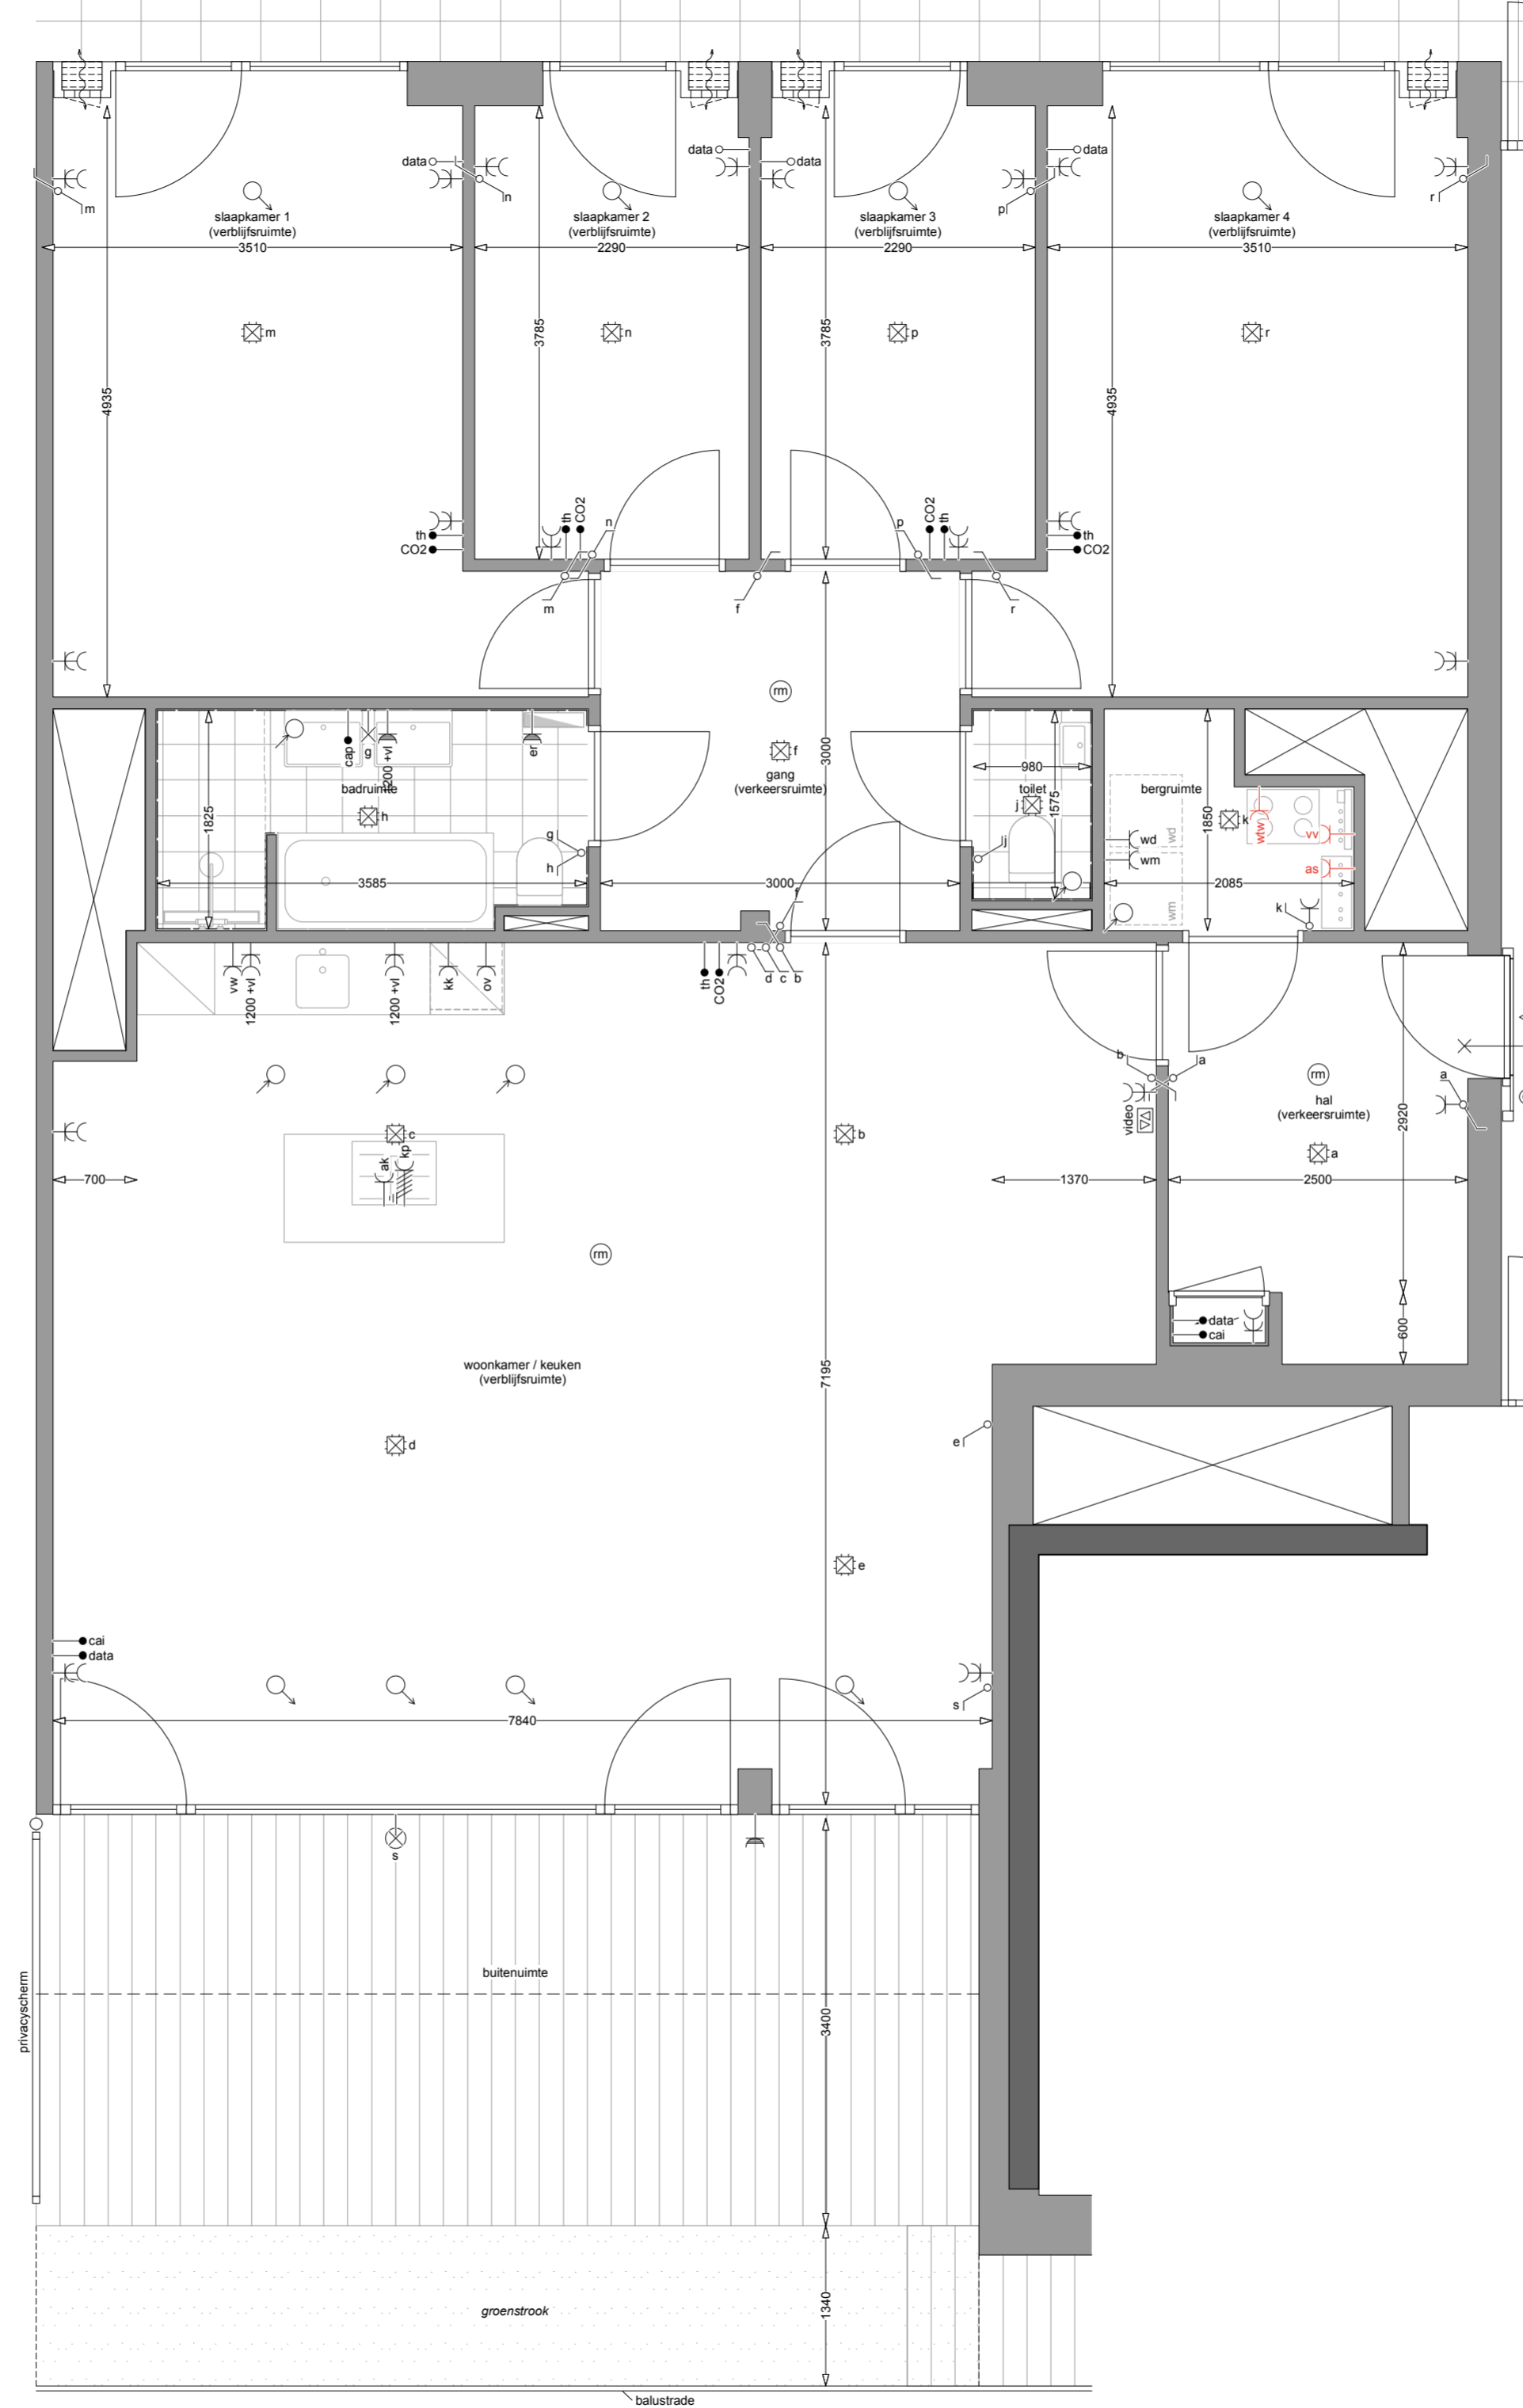 data
n
data
data
p
data
m
r
slaapkamer 1
(verblijfsruimte)
3510
slaapkamer 2
(verblijfsruimte)
2290
slaapkamer 3
(verblijfsruimte)
2290
slaapkamer 4
(verblijfsruimte)
3510
m
n
p
r
4935
3785
3785
4935
th
CO2
th
CO2
n
p
CO2
th
th
CO2
m
f
r
rm
cap
g
1200 +vl
er
badruimte
h
1825
3585
g
h
f
gang
(verkeersruimte)
3000
3000
f
980
toilet
j
1575
j
bergruimte
1850
k
wtw
vv
as
wd
wm
wd
wm
2085
k
vw
1200 +vl
1200 +vl
kk
ov
th
CO2
d
c
b
b
a
video
rm
hal
(verkeersruimte)
a
a
2920
2500
600
data
cai
700
c
ak
kp
b
1370
rm
woonkamer / keuken
(verblijfsruimte)
7195
d
e
e
cai
data
s
7840
s
buitenuimte
privacyscherm
3400
groenstrook
1340
balustrade